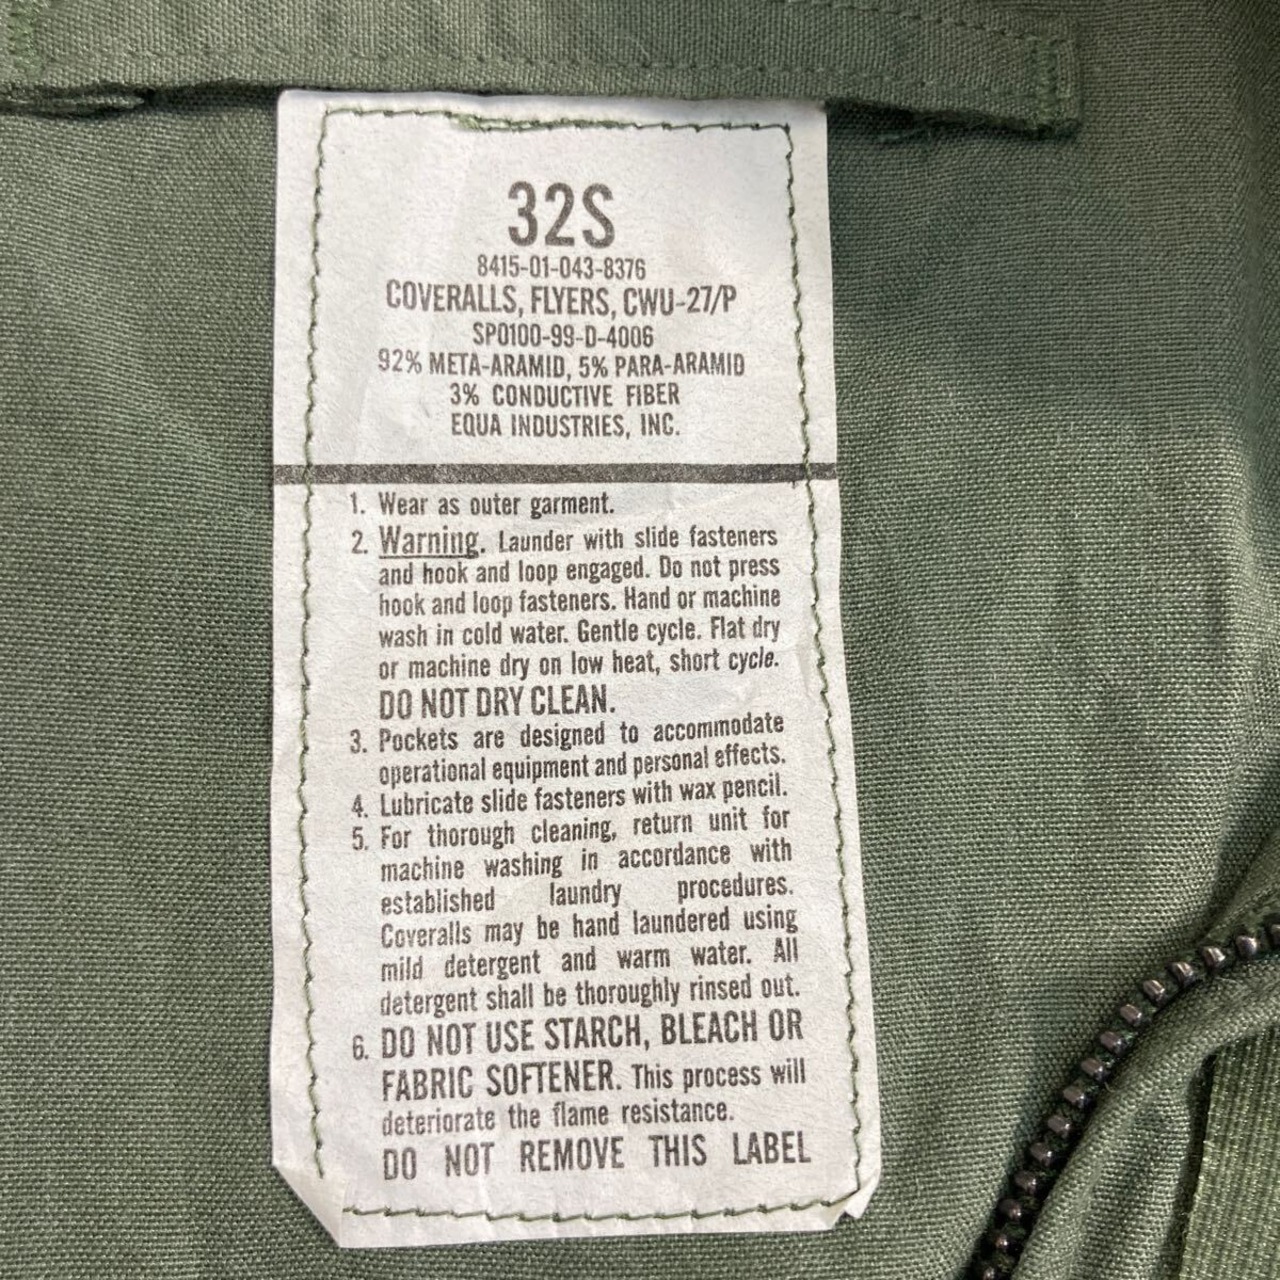 32S
8415-01-043-8376
COVERALLS, FLYERS, CWU-27/P
SP0100-99-D-4006
92% META-ARAMID, 5% PARA-ARAMID
3% CONDUCTIVE FIBER
EQUA INDUSTRIES, INC.
1. Wear as outer garment.
2. Warning. Launder with slide fasteners
and hook and loop engaged. Do not press
hook and loop fasteners. Hand or machine
wash in cold water. Gentle cycle. Flat dry
or machine dry on low heat, short cycle.
DO NOT DRY CLEAN.
3. Pockets are designed to accommodate
operational equipment and personal effects.
4. Lubricate slide fasteners with wax pencil.
5. For thorough cleaning, return unit for
machine washing in accordance with
established laundry procedures.
Coveralls may be hand laundered using
mild detergent and warm water. All
detergent shall be thoroughly rinsed out.
6. DO NOT USE STARCH, BLEACH OR
FABRIC SOFTENER. This process will
deteriorate the flame resistance.
DO NOT REMOVE THIS LABEL